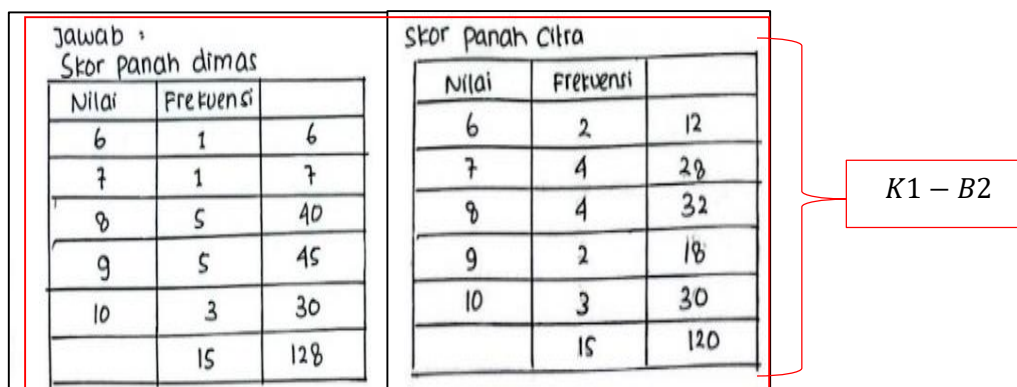 Jawab :
Skor panah dimas
Nilai Frekuensi
6 1 6
7 1 7
8 5 40
9 5 45
10 3 30
15 128
Skor panah Citra
Nilai Frekuensi
6 2 12
7 4 28
8 4 32
9 2 18
10 3 30
15 120
K1 – B2